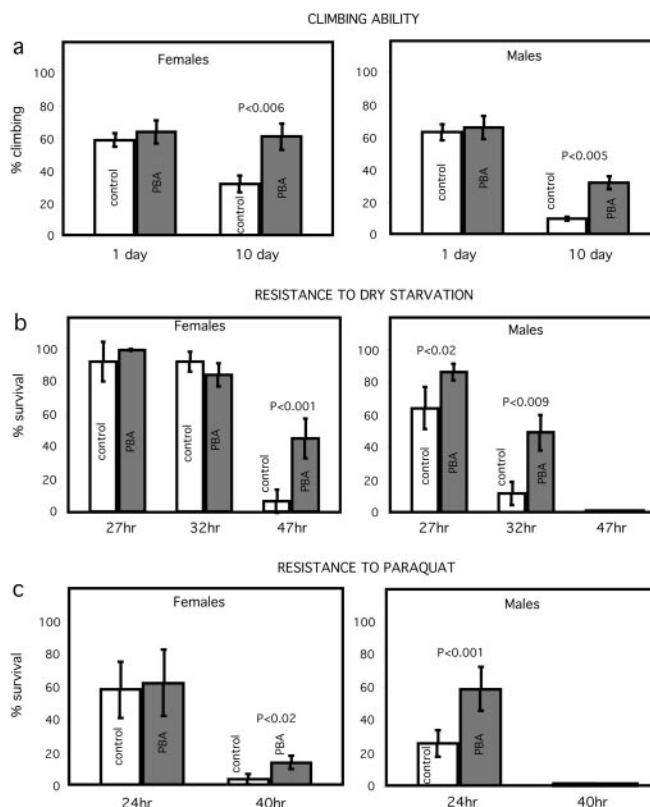 CLIMBING ABILITY
a
Females
Males
% climbing
100
80
60
40
20
0
control
PBA
P<0.006
control
PBA
1 day
10 day
100
80
60
40
20
0
control
PBA
P<0.005
control
PBA
1 day
10 day
RESISTANCE TO DRY STARVATION
b
Females
Males
% survival
100
80
60
40
20
0
control
PBA
control
PBA
P<0.001
control
PBA
27hr
32hr
47hr
100
80
60
40
20
0
P<0.02
control
PBA
P<0.009
control
PBA
27hr
32hr
47hr
RESISTANCE TO PARAQUAT
c
Females
Males
% survival
100
80
60
40
20
0
control
PBA
P<0.02
control
PBA
24hr
40hr
100
80
60
40
20
0
P<0.001
control
PBA
24hr
40hr